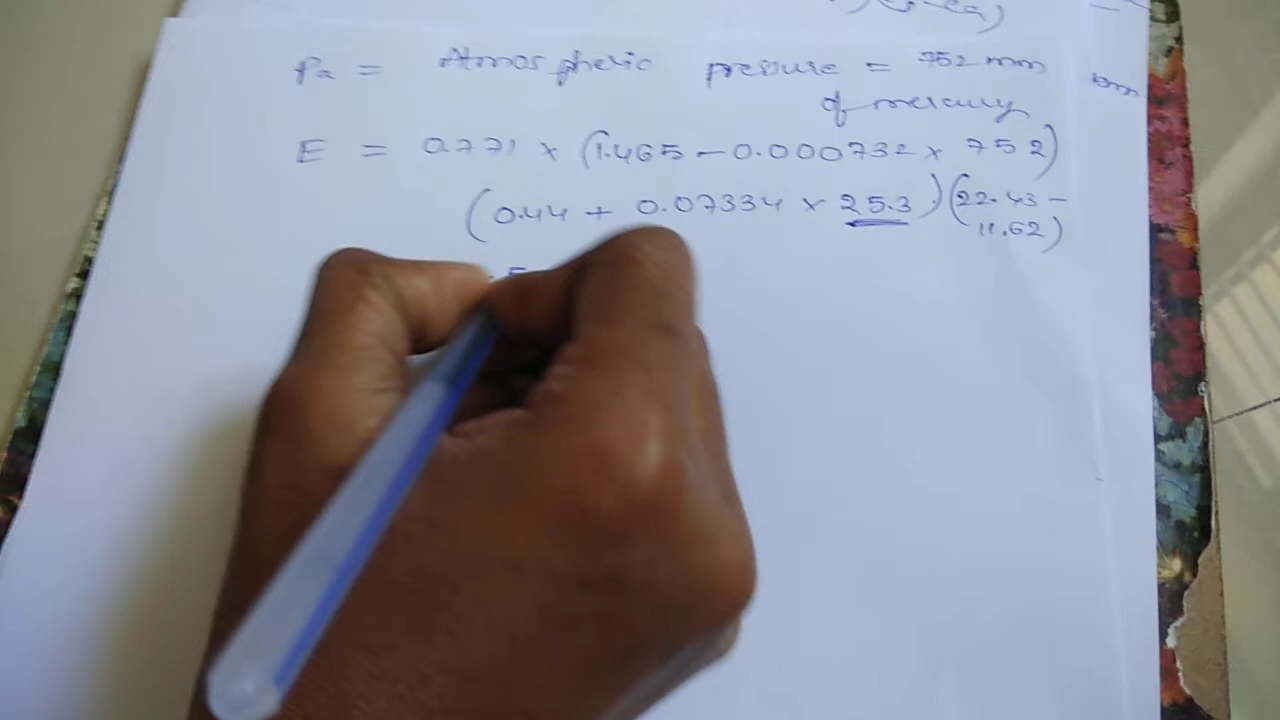 Pa = Atmospheric pressure = 752 mm
of mercury
E = 0.771 × (1.465 - 0.000732 × 752)
(0.44 + 0.07334 × 25.3) (22.43 -
11.62)